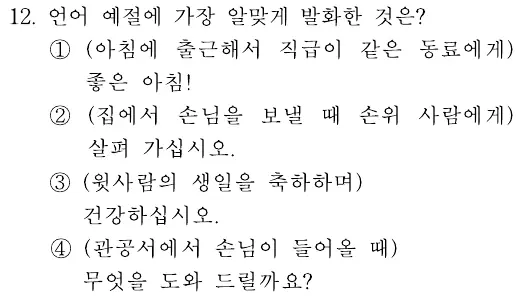 12. 언어 예절에 가장 알맞게 발화한 것은?
① (아침에 출근해서 직급이 같은 동료에게)
좋은 아침!
② (집에서 손님을 보낼 때 손위 사람에게)
살펴 가십시오.
③ (윗사람의 생일을 축하하며)
건강하십시오.
④ (관공서에서 손님이 들어올 때)
무엇을 도와 드릴까요?